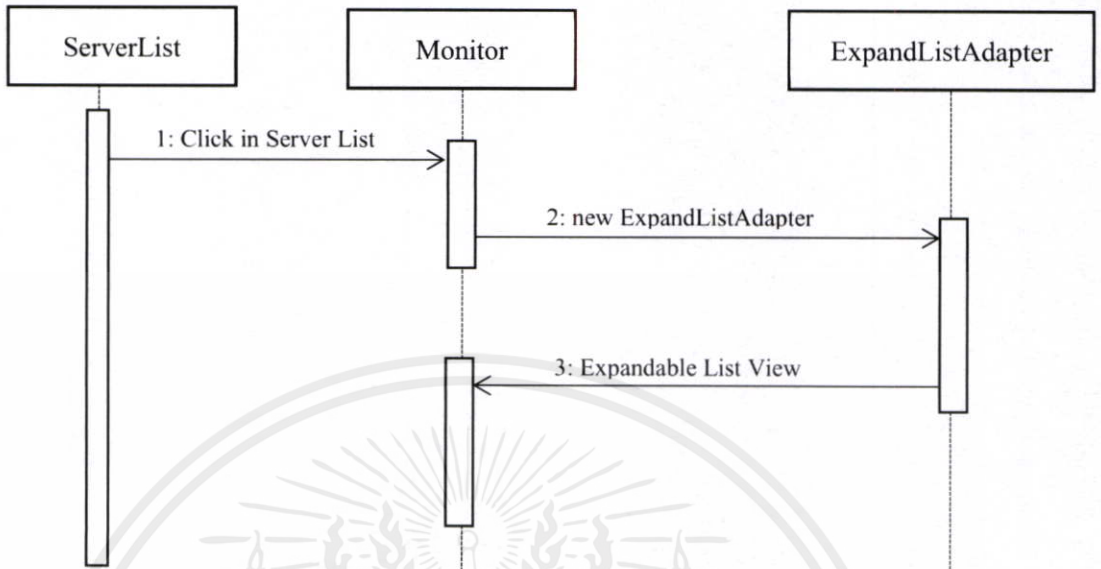 ServerList
Monitor
ExpandListAdapter
1: Click in Server List
2: new ExpandListAdapter
3: Expandable List View